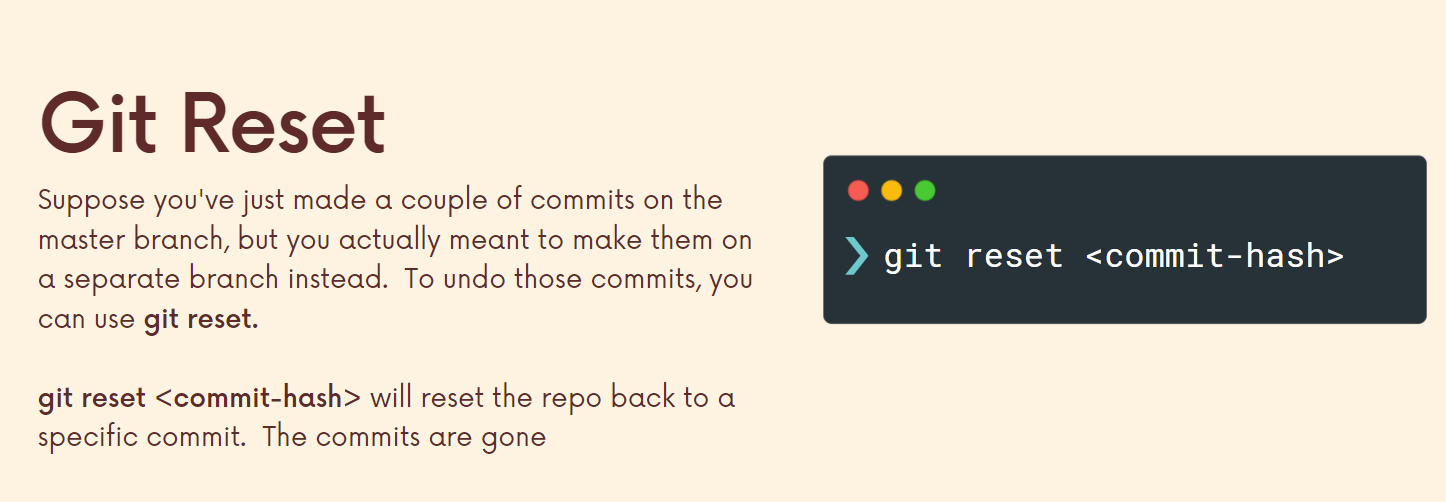 Git Reset
Suppose you've just made a couple of commits on the
master branch, but you actually meant to make them on
a separate branch instead.  To undo those commits, you
can use git reset.
git reset <commit-hash> will reset the repo back to a
specific commit.  The commits are gone
❯ git reset <commit-hash>